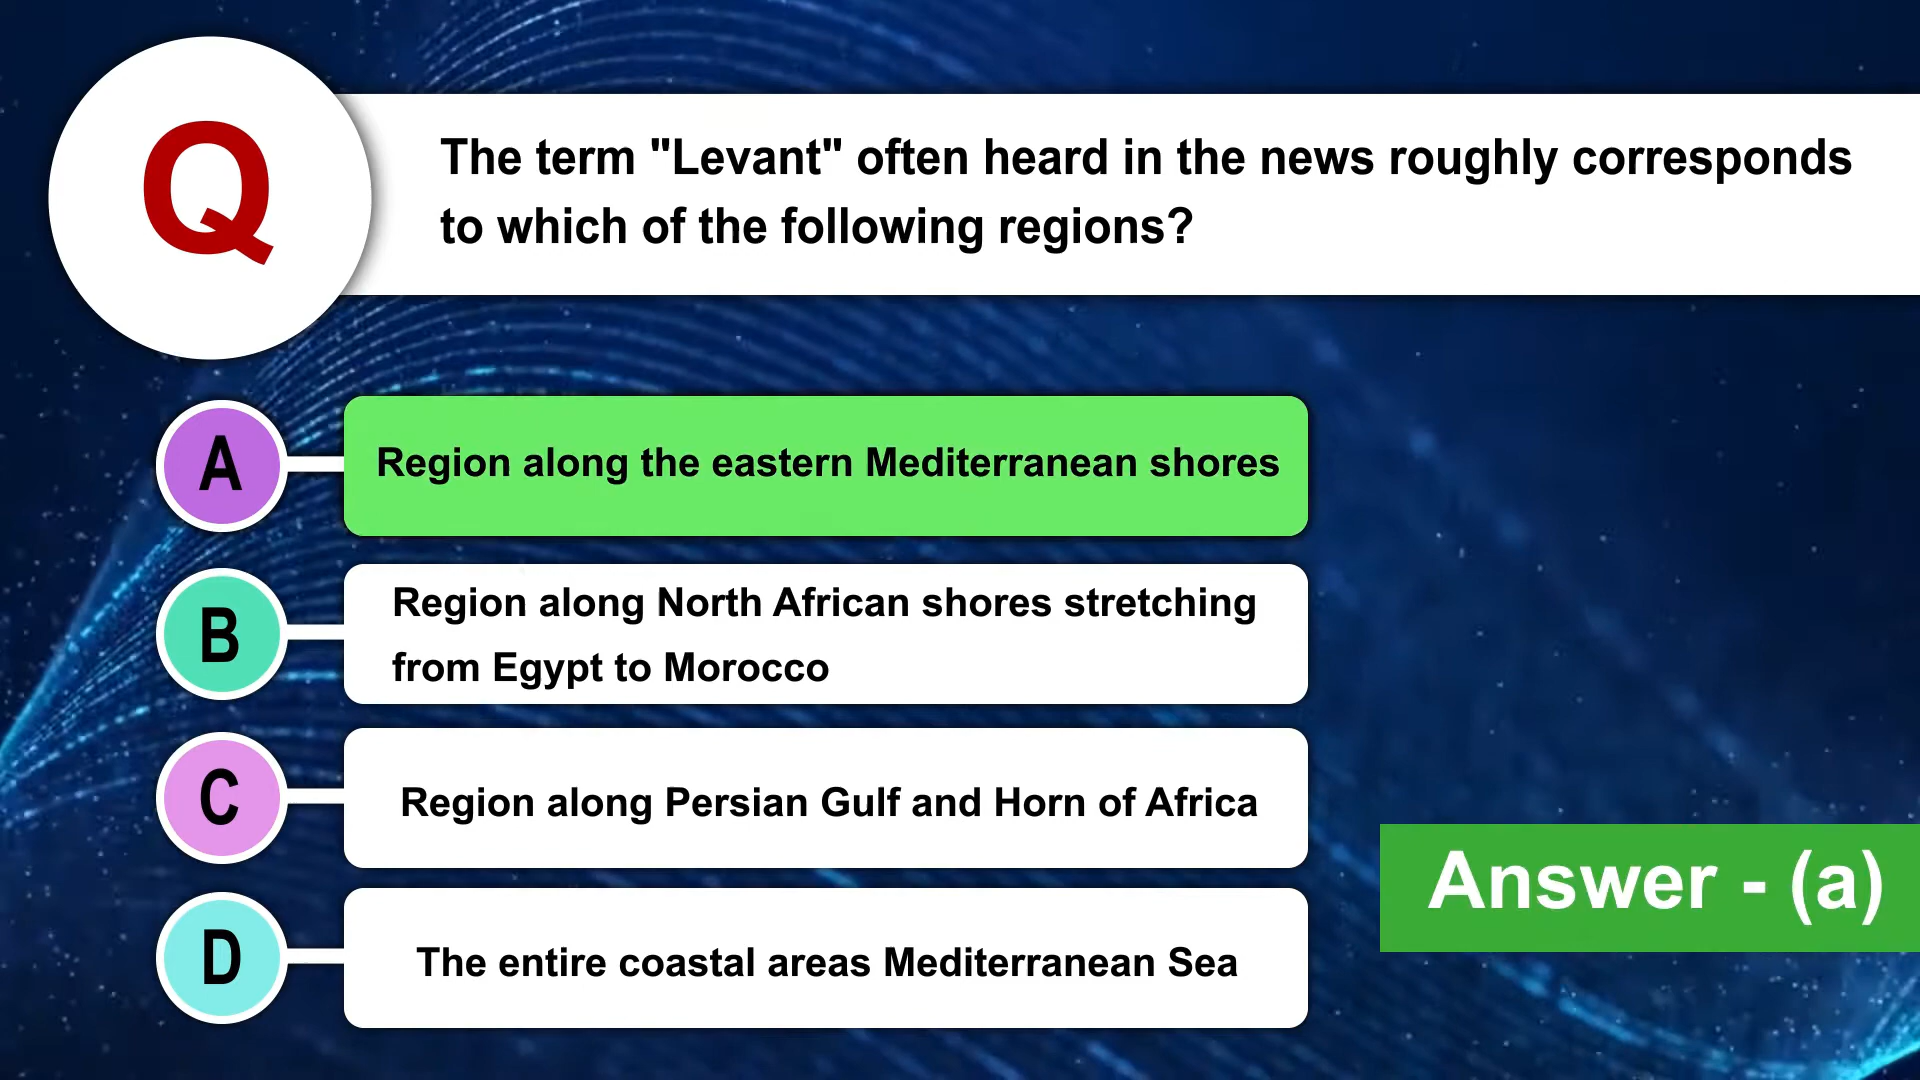 Q
The term "Levant" often heard in the news roughly corresponds
to which of the following regions?
A
Region along the eastern Mediterranean shores
B
Region along North African shores stretching
from Egypt to Morocco
C
Region along Persian Gulf and Horn of Africa
D
The entire coastal areas Mediterranean Sea
Answer - (a)